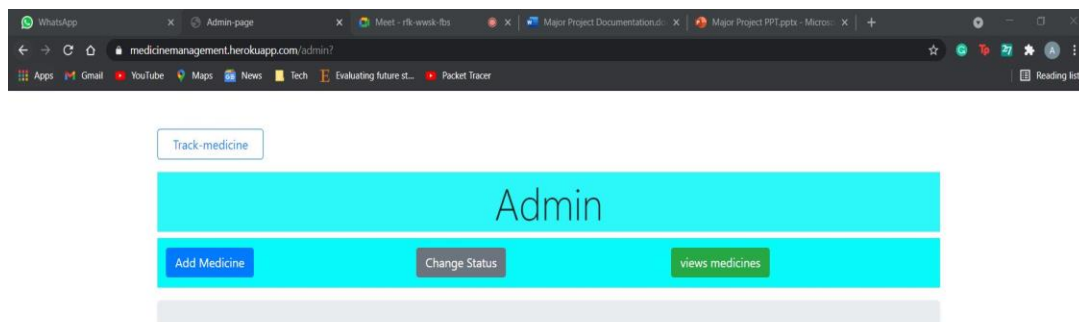 WhatsApp Admin-page Meet - rfk-wwsk-fbs Major Project Documentation.do Major Project PPT.pptx - Micros
medicinemanagement.herokuapp.com/admin?
Apps Gmail YouTube Maps News Tech Evaluating future st... Packet Tracer Reading list
Track-medicine
Admin
Add Medicine Change Status views medicines